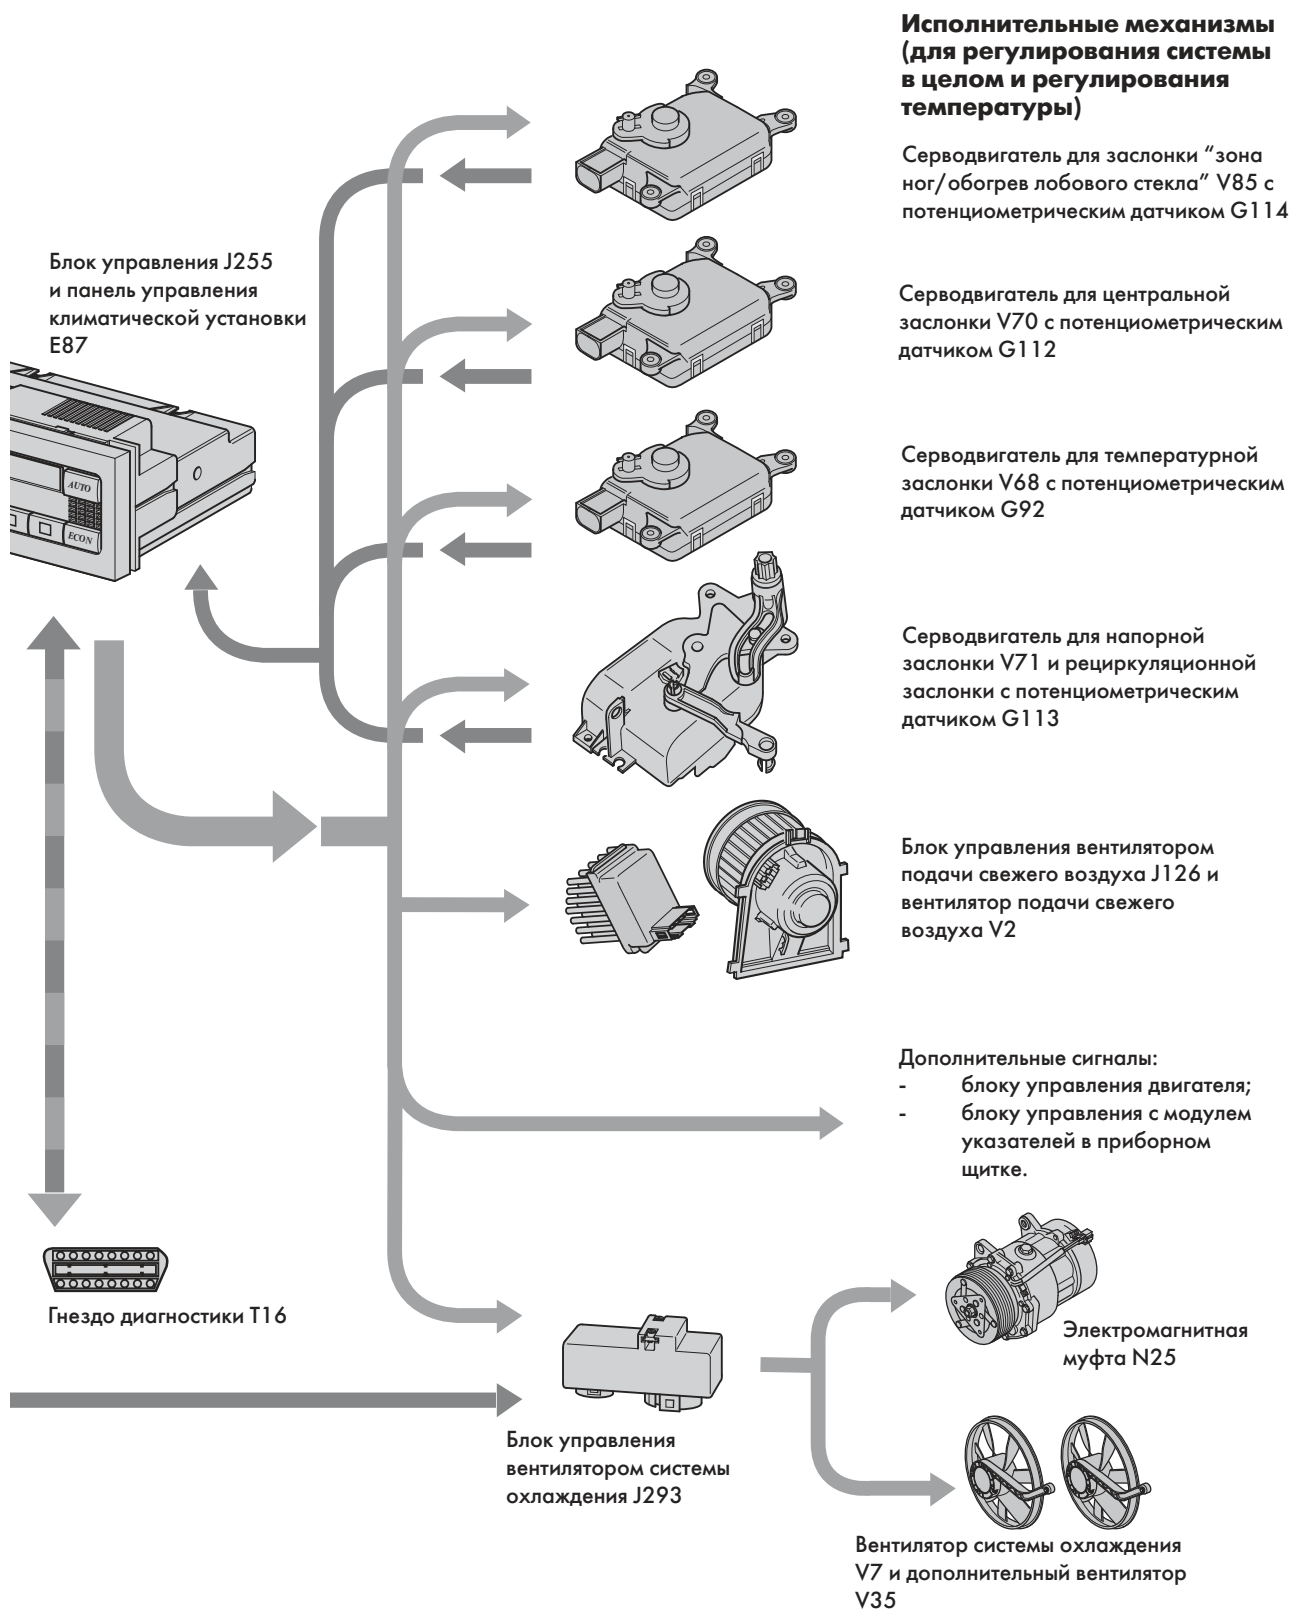 Исполнительные механизмы
(для регулирования системы
в целом и регулирования
температуры)
Серводвигатель для заслонки “зона
ног/обогрев лобового стекла” V85 с
потенциометрическим датчиком G114
Блок управления J255
и панель управления
климатической установки
E87
Серводвигатель для центральной
заслонки V70 с потенциометрическим
датчиком G112
AUTO
ECON
Серводвигатель для температурной
заслонки V68 с потенциометрическим
датчиком G92
Серводвигатель для напорной
заслонки V71 и рециркуляционной
заслонки с потенциометрическим
датчиком G113
Блок управления вентилятором
подачи свежего воздуха J126 и
вентилятор подачи свежего
воздуха V2
Дополнительные сигналы:
- блоку управления двигателя;
- блоку управления с модулем
указателей в приборном
щитке.
Гнездо диагностики T16
Электромагнитная
муфта N25
Блок управления
вентилятором системы
охлаждения J293
Вентилятор системы охлаждения
V7 и дополнительный вентилятор
V35